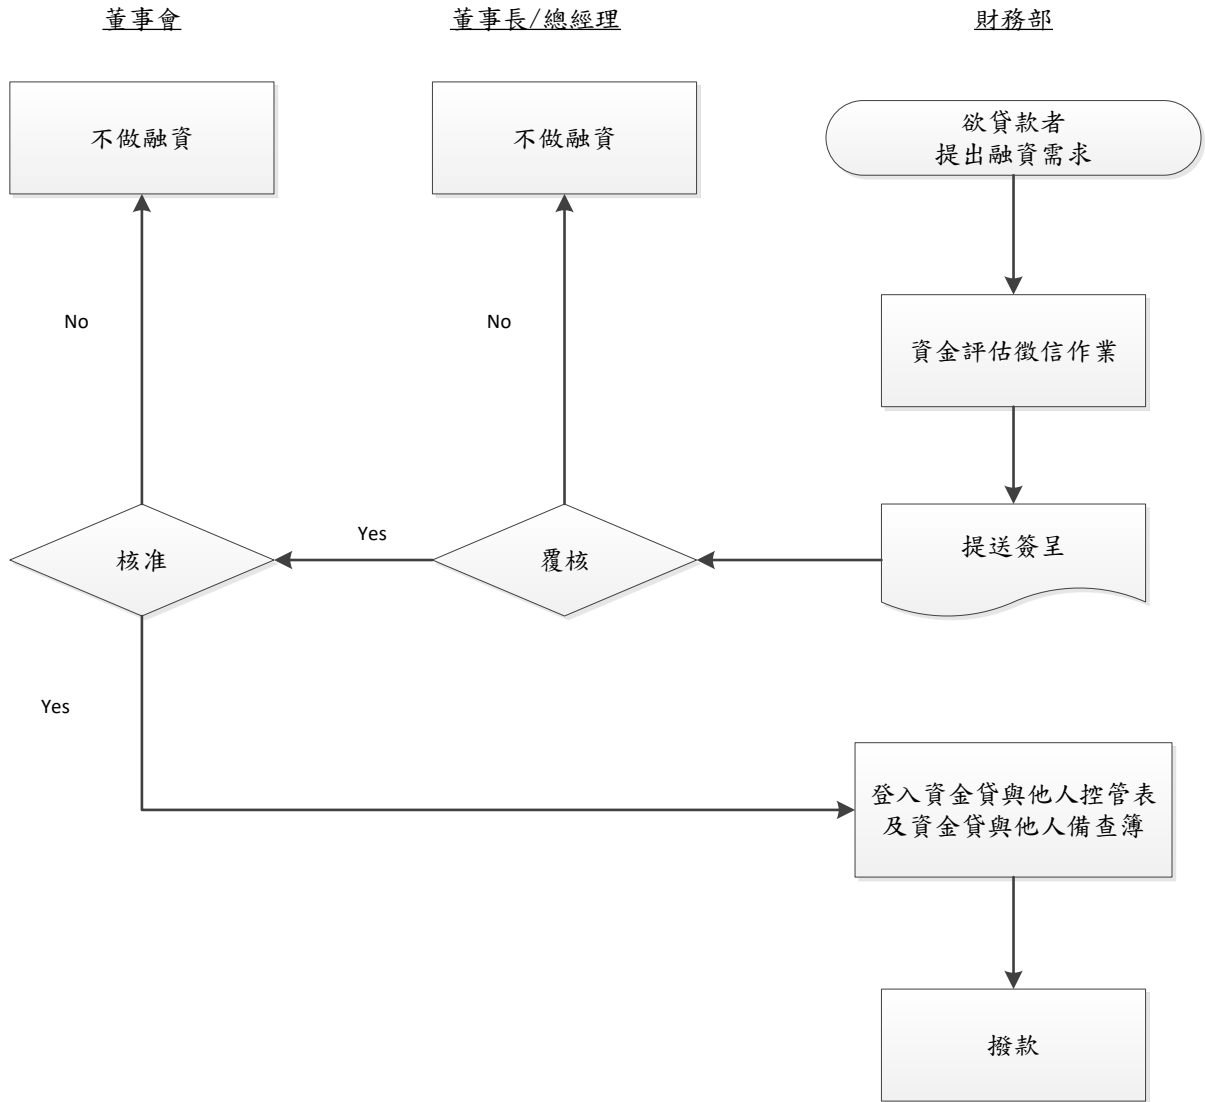 董事會
董事長/總經理
財務部
不做融資
不做融資
欲貸款者
提出融資需求
No
No
資金評估徵信作業
核准
Yes
覆核
提送簽呈
Yes
登入資金貸與他人控管表
及資金貸與他人備查簿
撥款